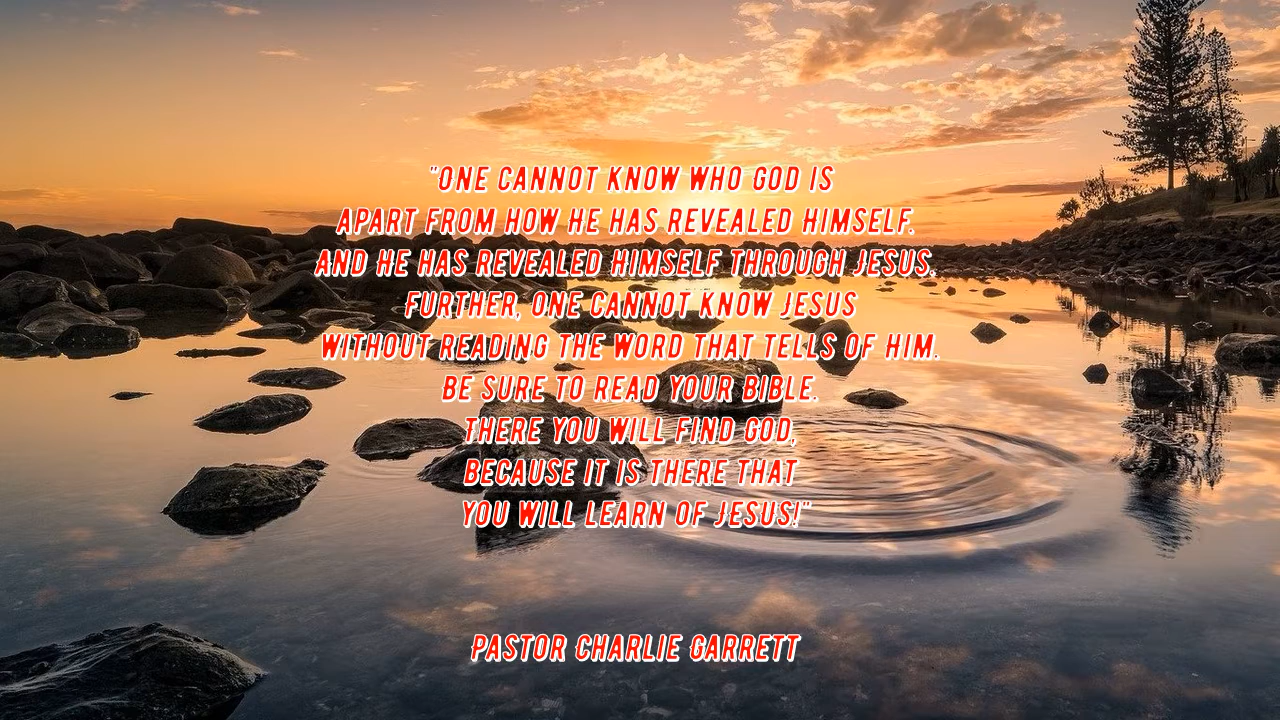 "ONE CANNOT KNOW WHO GOD IS
APART FROM HOW HE HAS REVEALED HIMSELF.
AND HE HAS REVEALED HIMSELF THROUGH JESUS.
FURTHER, ONE CANNOT KNOW JESUS
WITHOUT READING THE WORD THAT TELLS OF HIM.
BE SURE TO READ YOUR BIBLE.
THERE YOU WILL FIND GOD,
BECAUSE IT IS THERE THAT
YOU WILL LEARN OF JESUS!"
PASTOR CHARLIE GARRETT